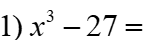 1) x³ − 27 =